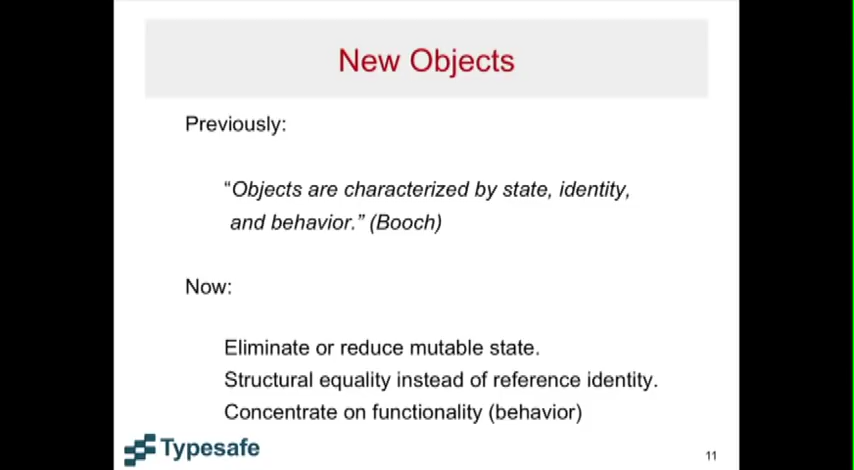 New Objects
Previously:
“Objects are characterized by state, identity,
and behavior.” (Booch)
Now:
Eliminate or reduce mutable state.
Structural equality instead of reference identity.
Concentrate on functionality (behavior)
Typesafe
11